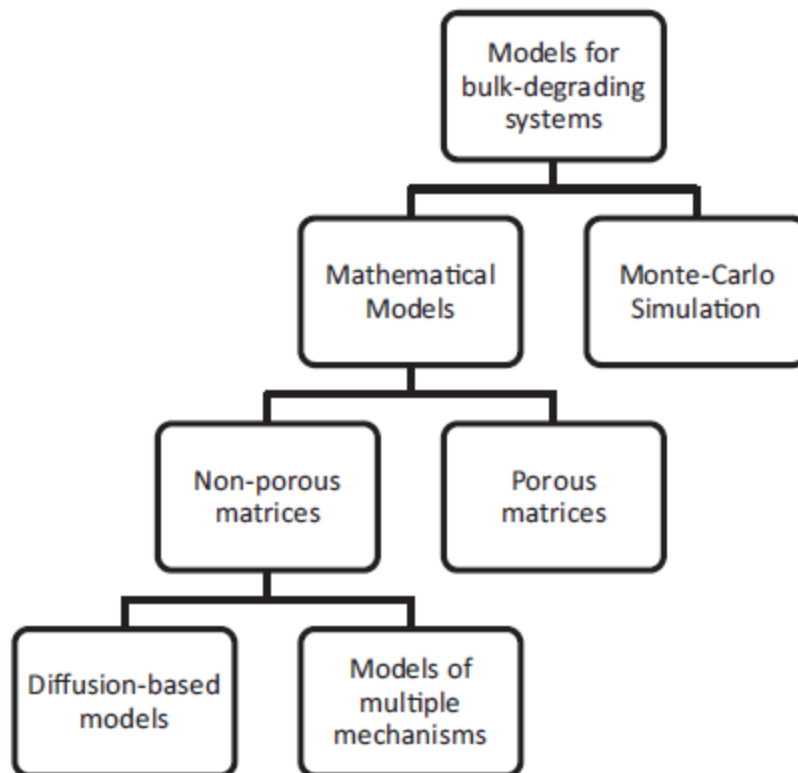 Models for
bulk-degrading
systems
Mathematical
Models
Monte-Carlo
Simulation
Non-porous
matrices
Porous
matrices
Diffusion-based
models
Models of
multiple
mechanisms